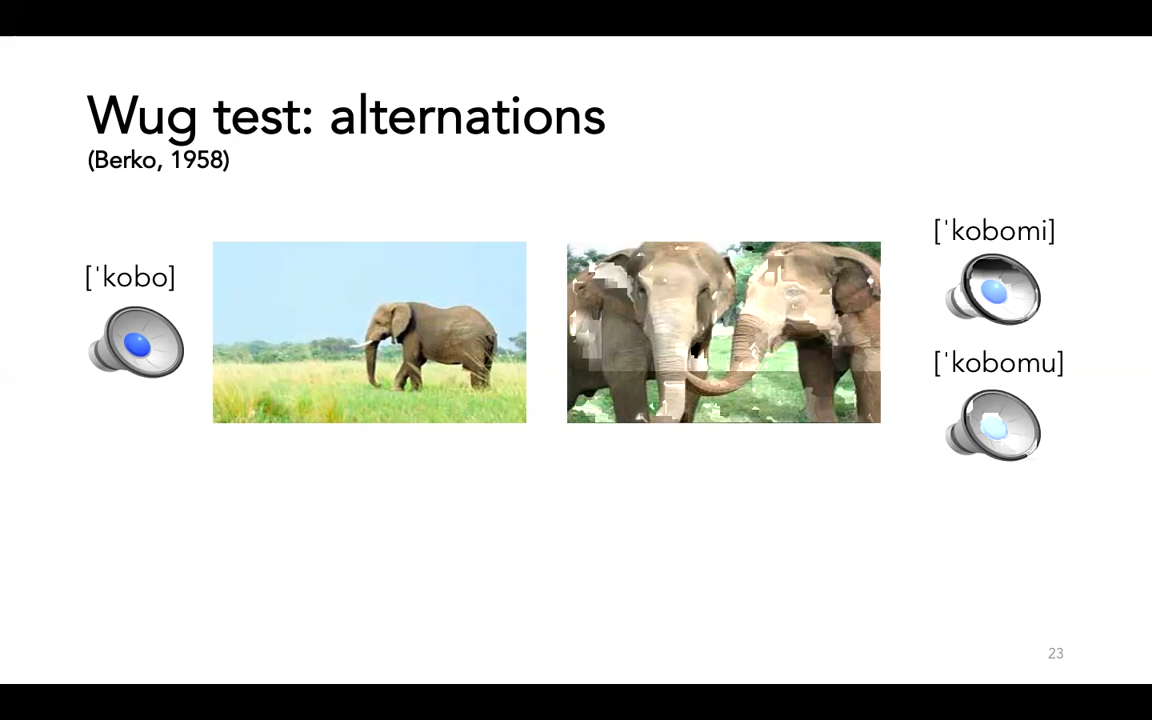 Wug test: alternations
(Berko, 1958)
[ˈkobo]
[ˈkobomi]
[ˈkobomu]
23